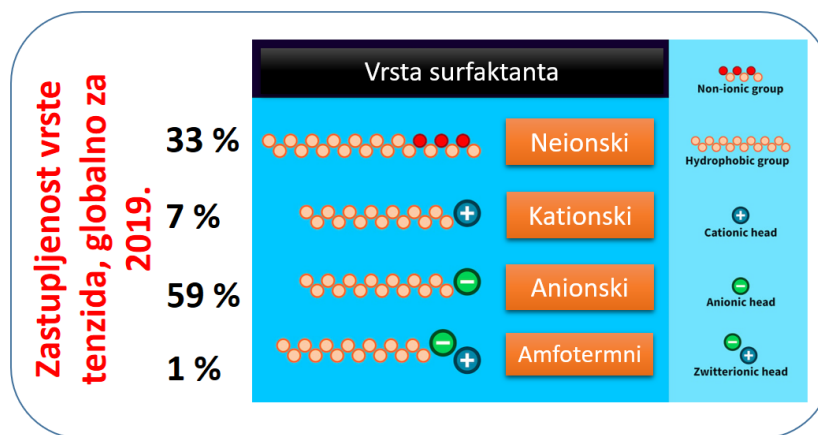 Zastupljenost vrste
tenzida, globalno za
2019.
Vrsta surfaktanta
33 %
Neionski
7 %
Kationski
59 %
Anionski
1 %
Amfotermni
Non-ionic group
Hydrophobic group
Cationic head
Anionic head
Zwitterionic head